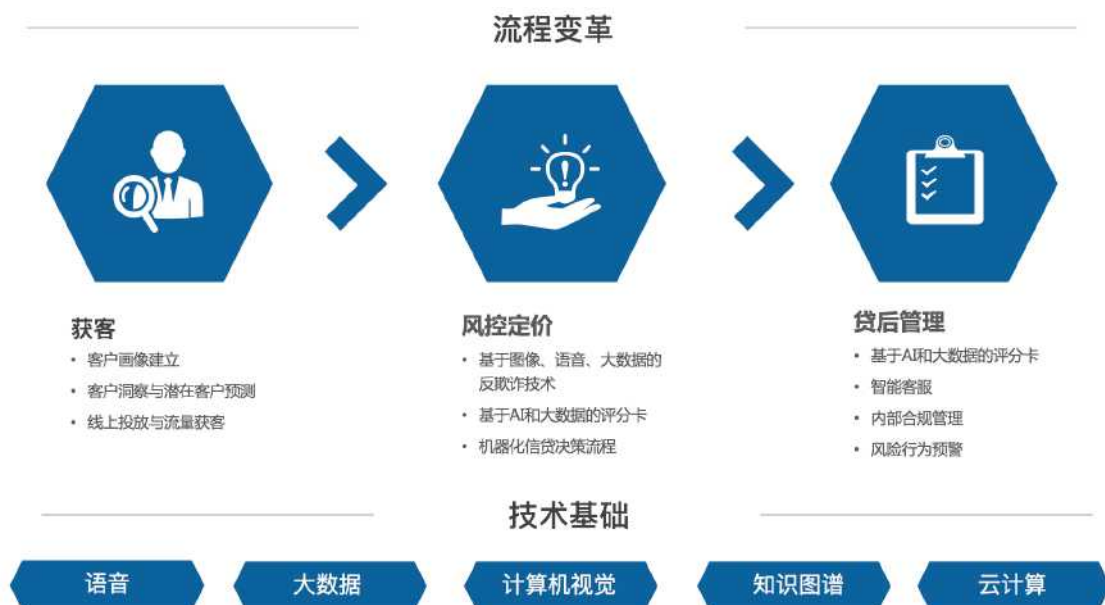 流程变革
获客
• 客户画像建立
• 客户洞察与潜在客户预测
• 线上投放与流量获客
风控定价
• 基于图像、语音、大数据的
反欺诈技术
• 基于AI和大数据的评分卡
• 机器化信贷决策流程
贷后管理
• 基于AI和大数据的评分卡
• 智能客服
• 内部合规管理
• 风险行为预警
技术基础
语音
大数据
计算机视觉
知识图谱
云计算